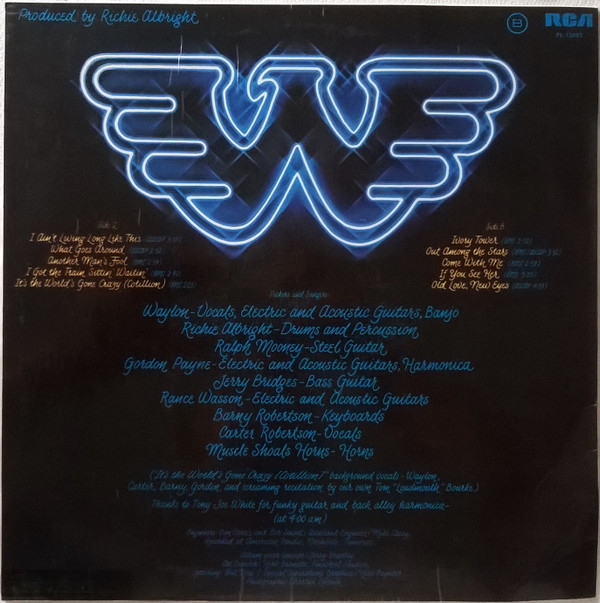 Produced by Richie Albright
B
RCA
Side
I Ain't Living Long Like This
What Goes Around
Another Man's Fool
I Got the Train Sittin' Waitin'
It's the World's Gone Crazy (Cotillion)
Side
Ivory Tower
Out Among the Stars
Come With Me
If You See Her
Old Love, New Eyes
Pickers and Singers
Waylon-Vocals, Electric and Acoustic Guitars, Banjo
Richie Albright-Drums and Percussion
Ralph Mooney-Steel Guitar
Gordon Payne-Electric and Acoustic Guitars, Harmonica
Jerry Bridges-Bass Guitar
Rance Wasson-Electric and Acoustic Guitars
Barny Robertson-Keyboards
Carter Robertson-Vocals
Muscle Shoals Horns-Horns
("It's the World's Gone Crazy (Cotillion)" background vocals-Waylon,
Carter, Barny, Gordon, and screaming recitation by our own Tom "Loudmouth" Bourke.)
Thanks to Tony Joe White for funky guitar and back alley harmonica-
(at 4:00 a.m.)